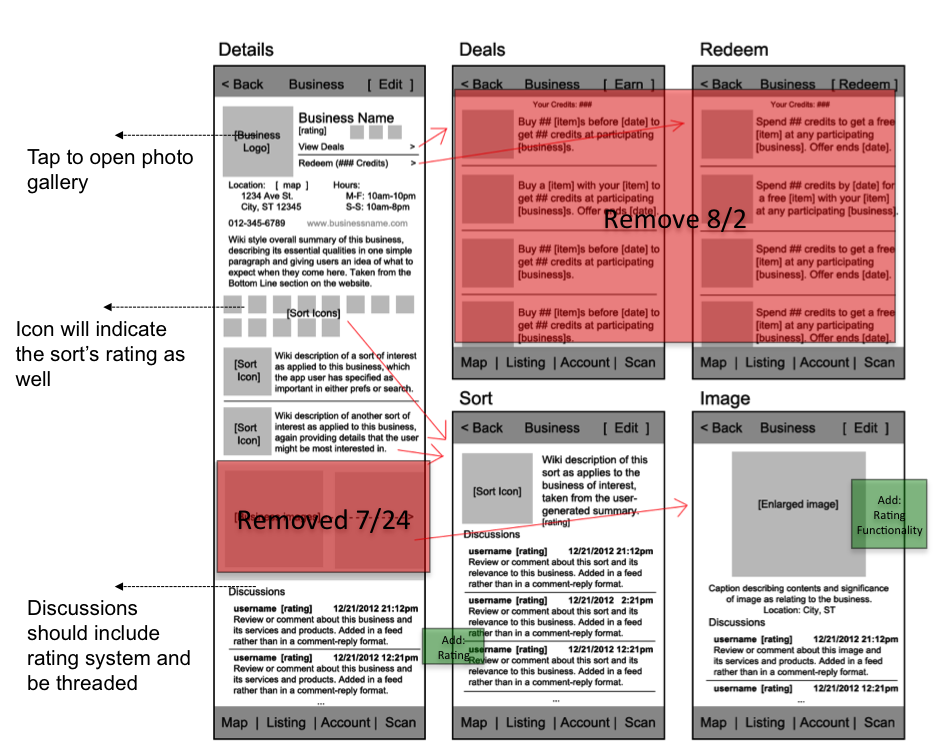 Details
< Back Business [ Edit ]
[Business
Logo]
Business Name
[rating]
View Deals >
Redeem (### Credits) >
Location: [ map ] Hours:
1234 Ave St. M-F: 10am-10pm
City, ST 12345 S-S: 10am-8pm
012-345-6789 www.businessname.com
Wiki style overall summary of this business,
describing its essential qualities in one simple
paragraph and giving users an idea of what to
expect when they come here. Taken from the
Bottom Line section on the website.
[Sort Icons]
[Sort
Icon]
Wiki description of a sort of interest
as applied to this business, which
the app user has specified as
important in either prefs or search.
[Sort
Icon]
Wiki description of another sort of
interest as applied to this business,
again providing details that the user
might be most interested in.
Removed 7/24
Discussions
username [rating] 12/21/2012 21:12pm
Review or comment about this business and
its services and products. Added in a feed
rather than in a comment-reply format.
username [rating] 12/21/2012 12:21pm
Review or comment about this business and
its services and products. Added in a feed
rather than in a comment-reply format.
...
Map | Listing | Account | Scan
Tap to open photo
gallery
Icon will indicate
the sort's rating as
well
Discussions
should include
rating system and
be threaded
Deals
< Back Business [ Earn ]
Your Credits: ###
Buy ## [item]s before [date] to
get ## credits at participating
[business]s.
Buy a [item] with your [item] to
get ## credits at participating
[business]s. Offer ends [date].
Buy ## [item]s before [date] to
get ## credits at participating
[business]s.
Buy ## [item]s before [date] to
get ## credits at participating
[business]s.
Map | Listing | Account | Scan
Remove 8/2
Redeem
< Back Business [ Redeem ]
Your Credits: ###
Spend ## credits to get a free
[item] at any participating
[business]. Offer ends [date].
Spend ## credits by [date] for
a free [item] with your [item]
at any participating [business].
Spend ## credits to get a free
[item] at any participating
[business]. Offer ends [date].
Spend ## credits to get a free
[item] at any participating
[business]. Offer ends [date].
Map | Listing | Account | Scan
Sort
< Back Business [ Edit ]
[Sort Icon]
Wiki description of this
sort as applies to the
business of interest,
taken from the user-
generated summary.
[rating]
Discussions
username [rating] 12/21/2012 21:12pm
Review or comment about this sort and its
relevance to this business. Added in a feed
rather than in a comment-reply format.
username [rating] 12/21/2012 2:21pm
Review or comment about this sort and its
relevance to this business. Added in a feed
rather than in a comment-reply format.
username [rating] 12/21/2012 12:21pm
Review or comment about this sort and its
relevance to this business. Added in a feed
rather than in a comment-reply format.
...
Map | Listing | Account | Scan
Add:
Rating
Image
< Back Business [ Edit ]
[Enlarged image]
Add:
Rating
Functionality
Caption describing contents and significance
of image as relating to the business.
Location: City, ST
Discussions
username [rating] 12/21/2012 21:12pm
Review or comment about this image and
its services and products. Added in a feed
rather than in a comment-reply format.
username [rating] 12/21/2012 12:21pm
...
Map | Listing | Account | Scan